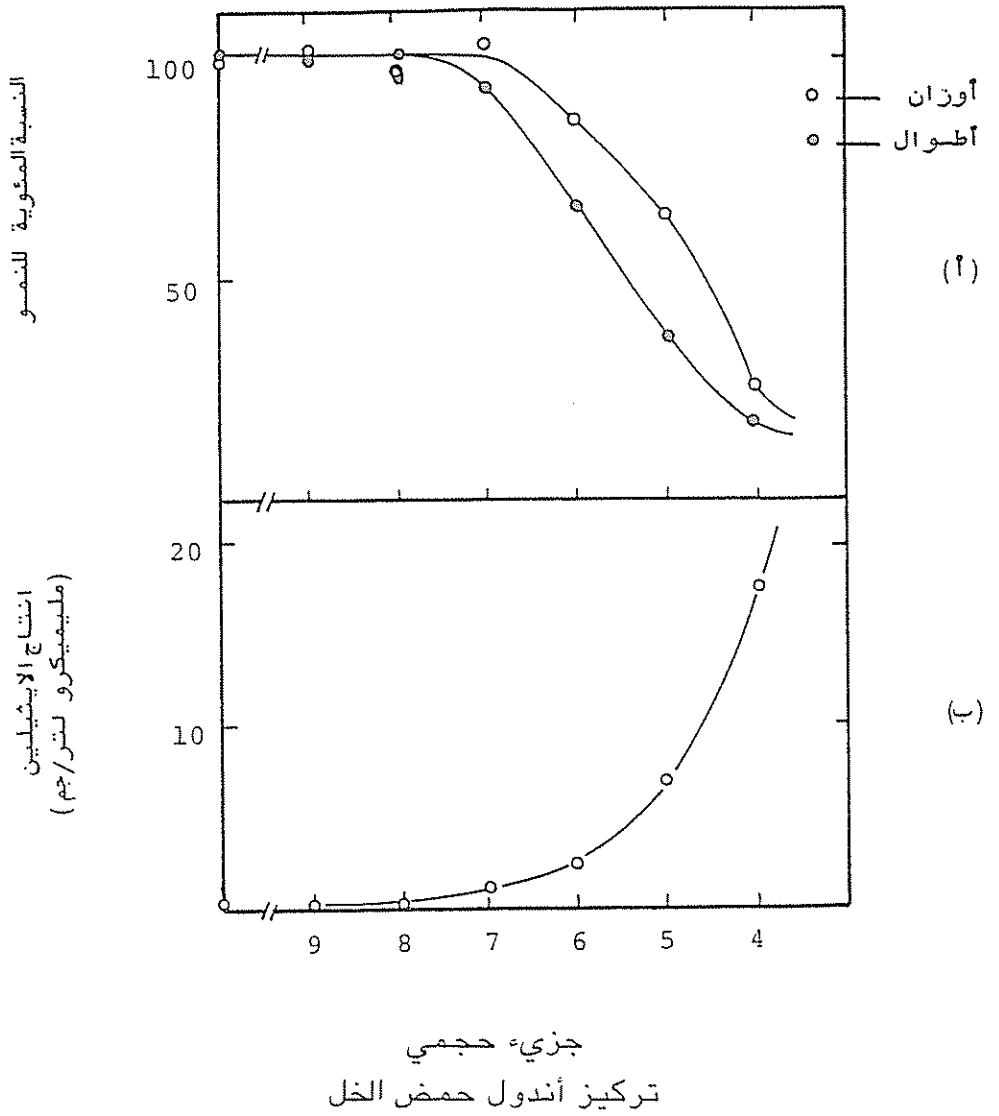 النسبة المئوية للنمو
100
50
أوزان
أطوال
(أ)
انتاج الايثيلين
(مليميكرو لتر/جم)
20
10
(ب)
9 8 7 6 5 4
جزيء حجمي
تركيز أندول حمض الخل